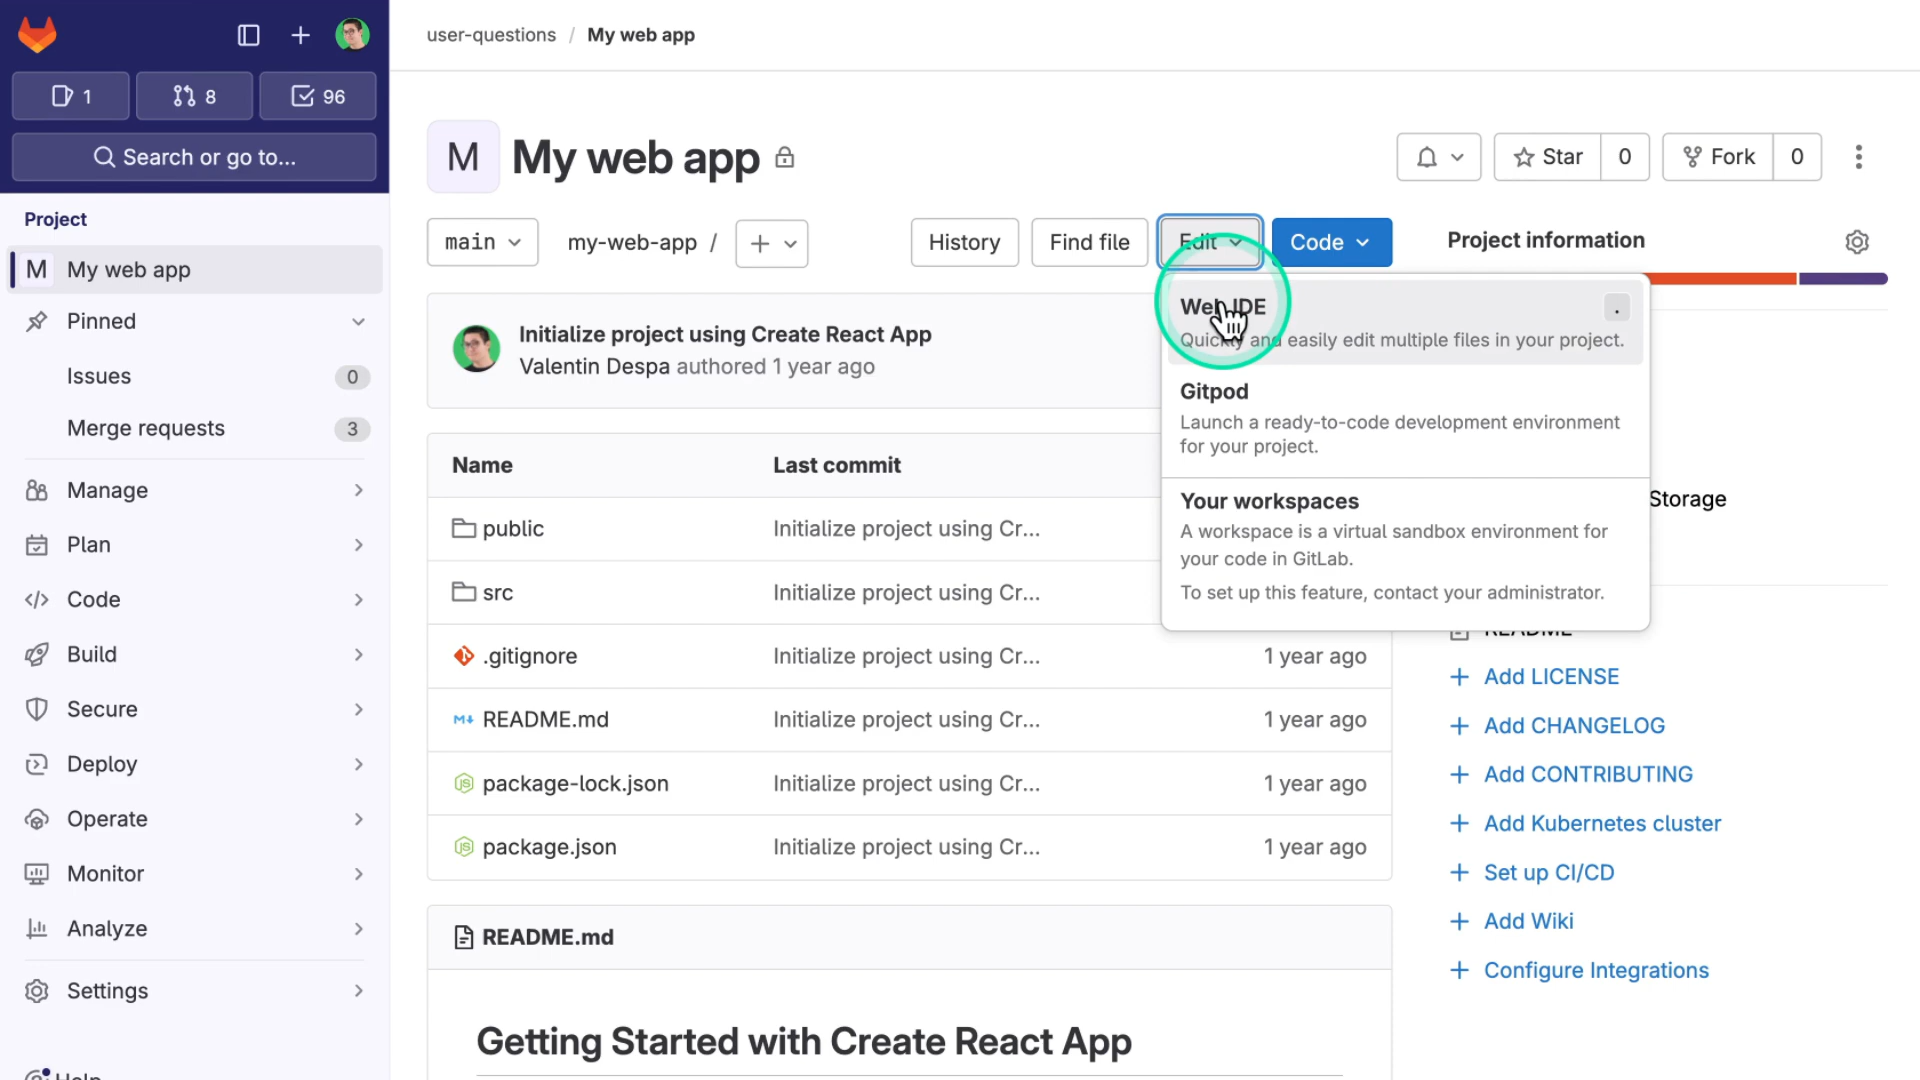 1
8
96
Search or go to...
Project
M My web app
Pinned
Issues 0
Merge requests 3
Manage
Plan
Code
Build
Secure
Deploy
Operate
Monitor
Analyze
Settings
Help
user-questions / My web app
M My web app
Star 0
Fork 0
main
my-web-app /
History
Find file
Edit
Code
Project information
Initialize project using Create React App
Valentin Despa authored 1 year ago
Web IDE .
Quickly and easily edit multiple files in your project.
Gitpod
Launch a ready-to-code development environment
for your project.
Your workspaces
A workspace is a virtual sandbox environment for
your code in GitLab.
To set up this feature, contact your administrator.
Storage
Name Last commit
public Initialize project using Cr...
src Initialize project using Cr...
.gitignore Initialize project using Cr... 1 year ago
README.md Initialize project using Cr... 1 year ago
package-lock.json Initialize project using Cr... 1 year ago
package.json Initialize project using Cr... 1 year ago
README.md
Getting Started with Create React App
README
Add LICENSE
Add CHANGELOG
Add CONTRIBUTING
Add Kubernetes cluster
Set up CI/CD
Add Wiki
Configure Integrations